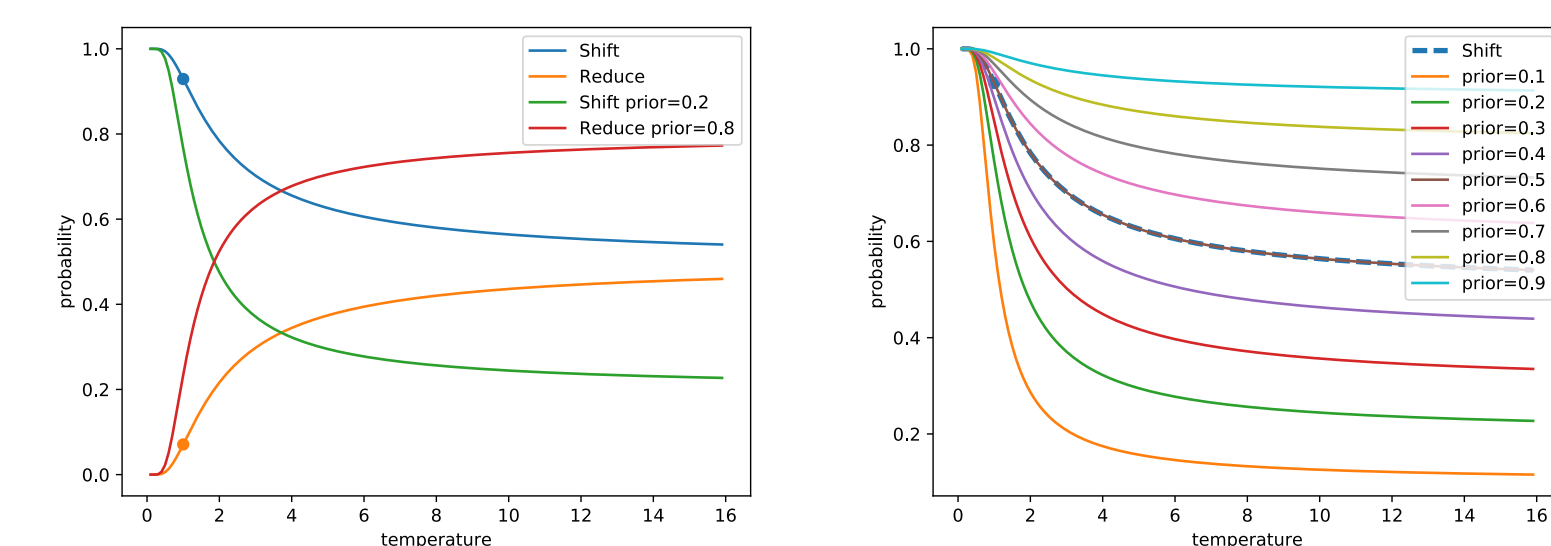 1.0
0.8
0.6
0.4
0.2
0.0
probability
0 2 4 6 8 10 12 14 16
temperature
Shift
Reduce
Shift prior=0.2
Reduce prior=0.8
1.0
0.8
0.6
0.4
0.2
probability
0 2 4 6 8 10 12 14 16
temperature
Shift
prior=0.1
prior=0.2
prior=0.3
prior=0.4
prior=0.5
prior=0.6
prior=0.7
prior=0.8
prior=0.9